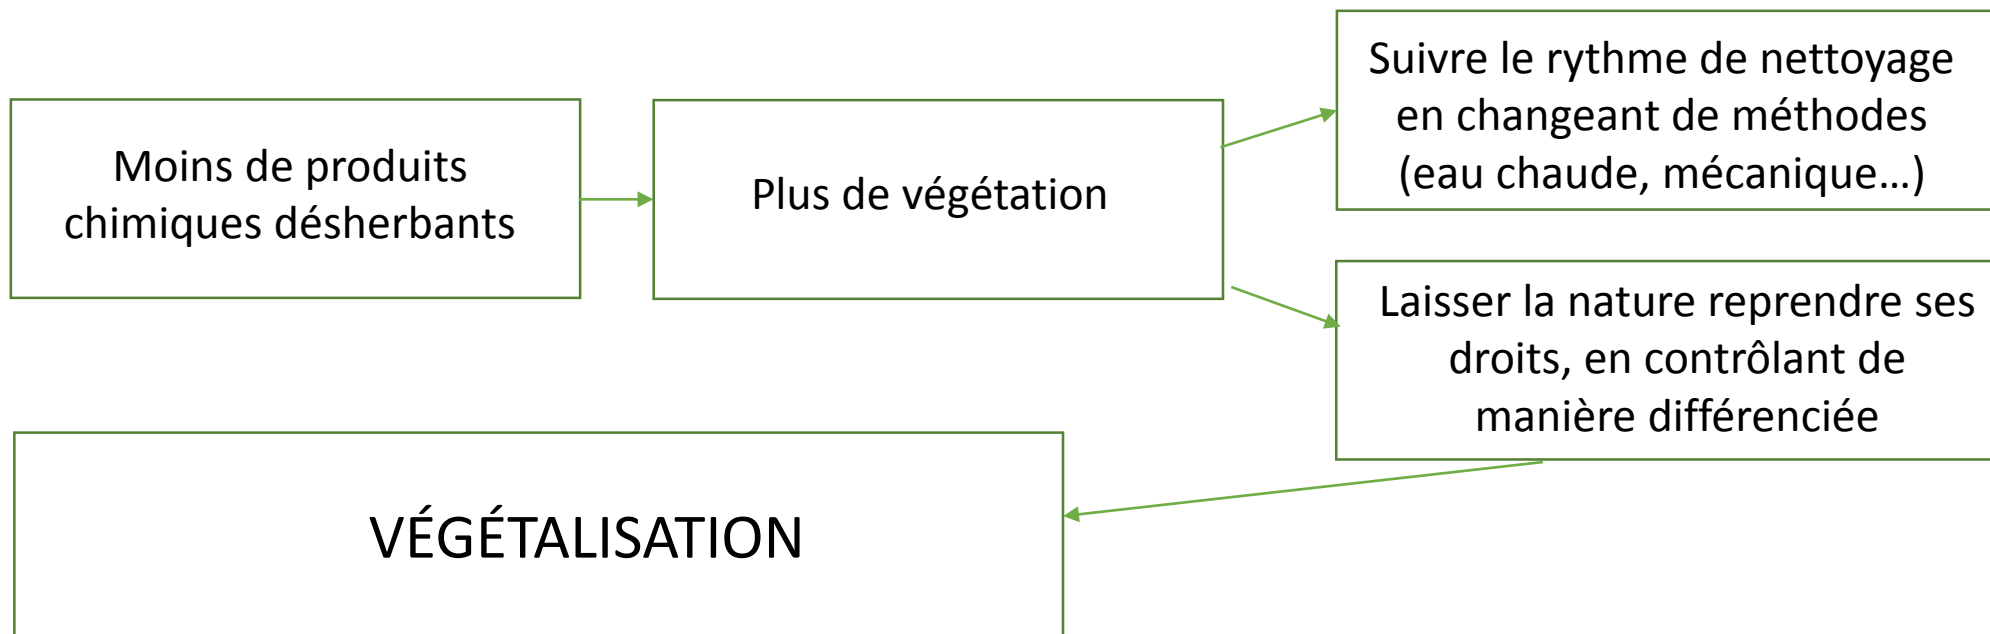 Moins de produits
chimiques désherbants
Plus de végétation
Suivre le rythme de nettoyage
en changeant de méthodes
(eau chaude, mécanique…)
Laisser la nature reprendre ses
droits, en contrôlant de
manière différenciée
VÉGÉTALISATION